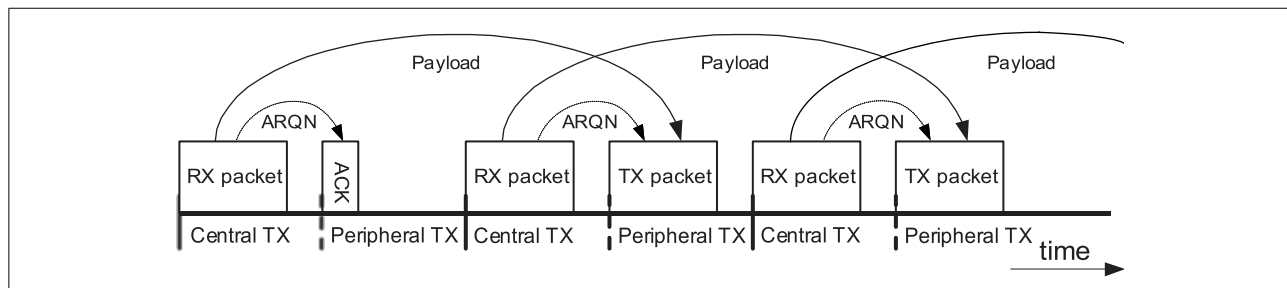 Payload Payload Payload
ARQN ARQN ARQN
RX packet ACK RX packet TX packet RX packet TX packet
Central TX Peripheral TX Central TX Peripheral TX Central TX Peripheral TX
time